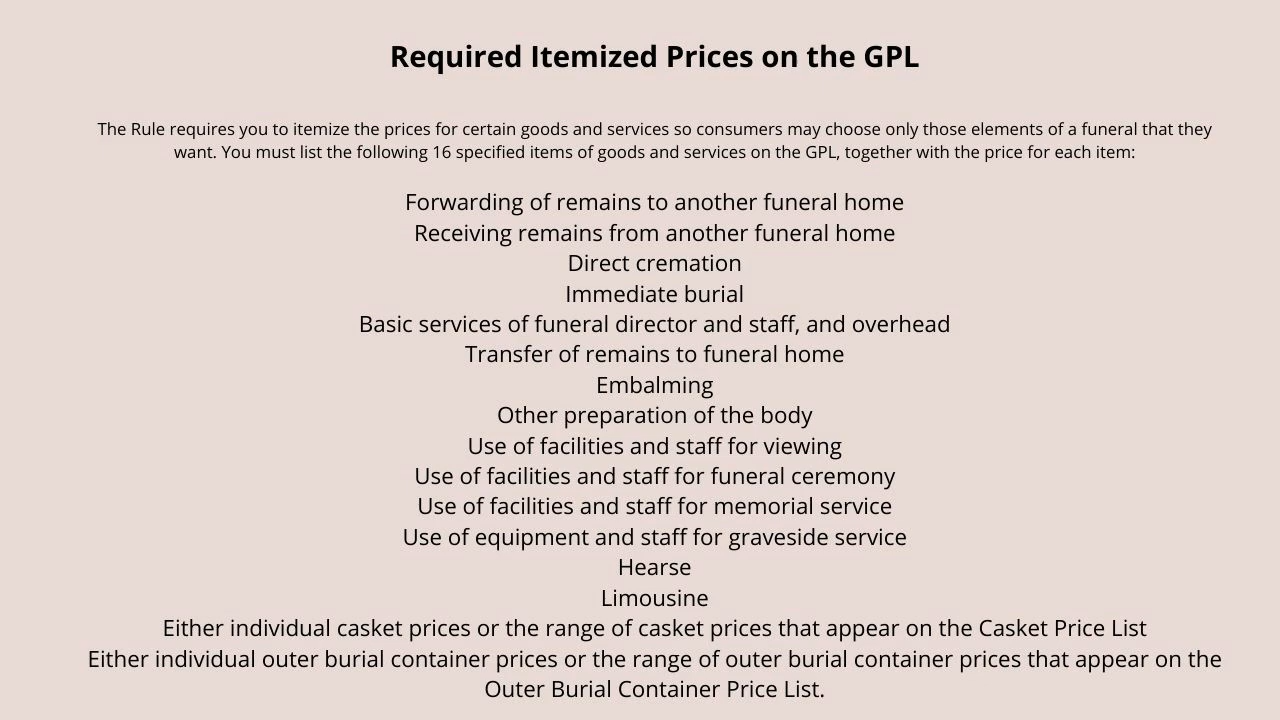 Required Itemized Prices on the GPL
The Rule requires you to itemize the prices for certain goods and services so consumers may choose only those elements of a funeral that they
want. You must list the following 16 specified items of goods and services on the GPL, together with the price for each item:
Forwarding of remains to another funeral home
Receiving remains from another funeral home
Direct cremation
Immediate burial
Basic services of funeral director and staff, and overhead
Transfer of remains to funeral home
Embalming
Other preparation of the body
Use of facilities and staff for viewing
Use of facilities and staff for funeral ceremony
Use of facilities and staff for memorial service
Use of equipment and staff for graveside service
Hearse
Limousine
Either individual casket prices or the range of casket prices that appear on the Casket Price List
Either individual outer burial container prices or the range of outer burial container prices that appear on the
Outer Burial Container Price List.